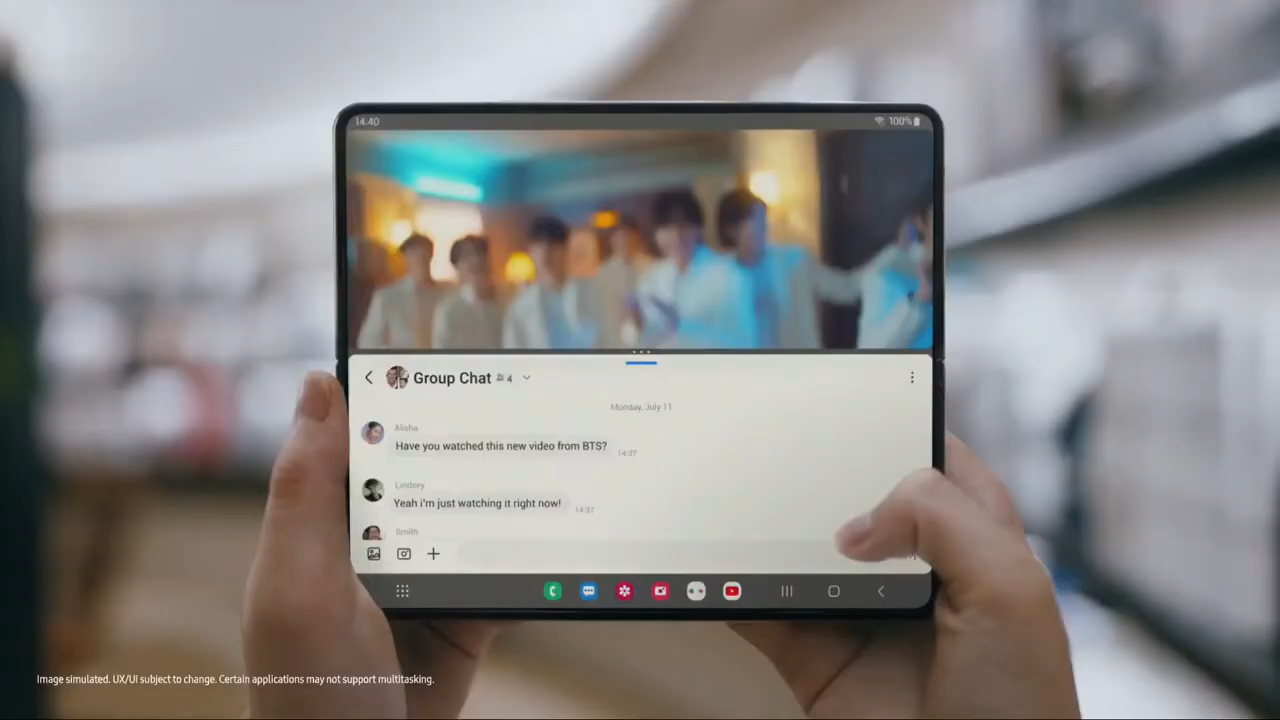 14.40
100%
Group Chat 4
Monday, July 11
Alisha
Have you watched this new video from BTS?
14:37
Lindsey
Yeah i'm just watching it right now!
14:37
Smith
Image simulated. UX/UI subject to change. Certain applications may not support multitasking.